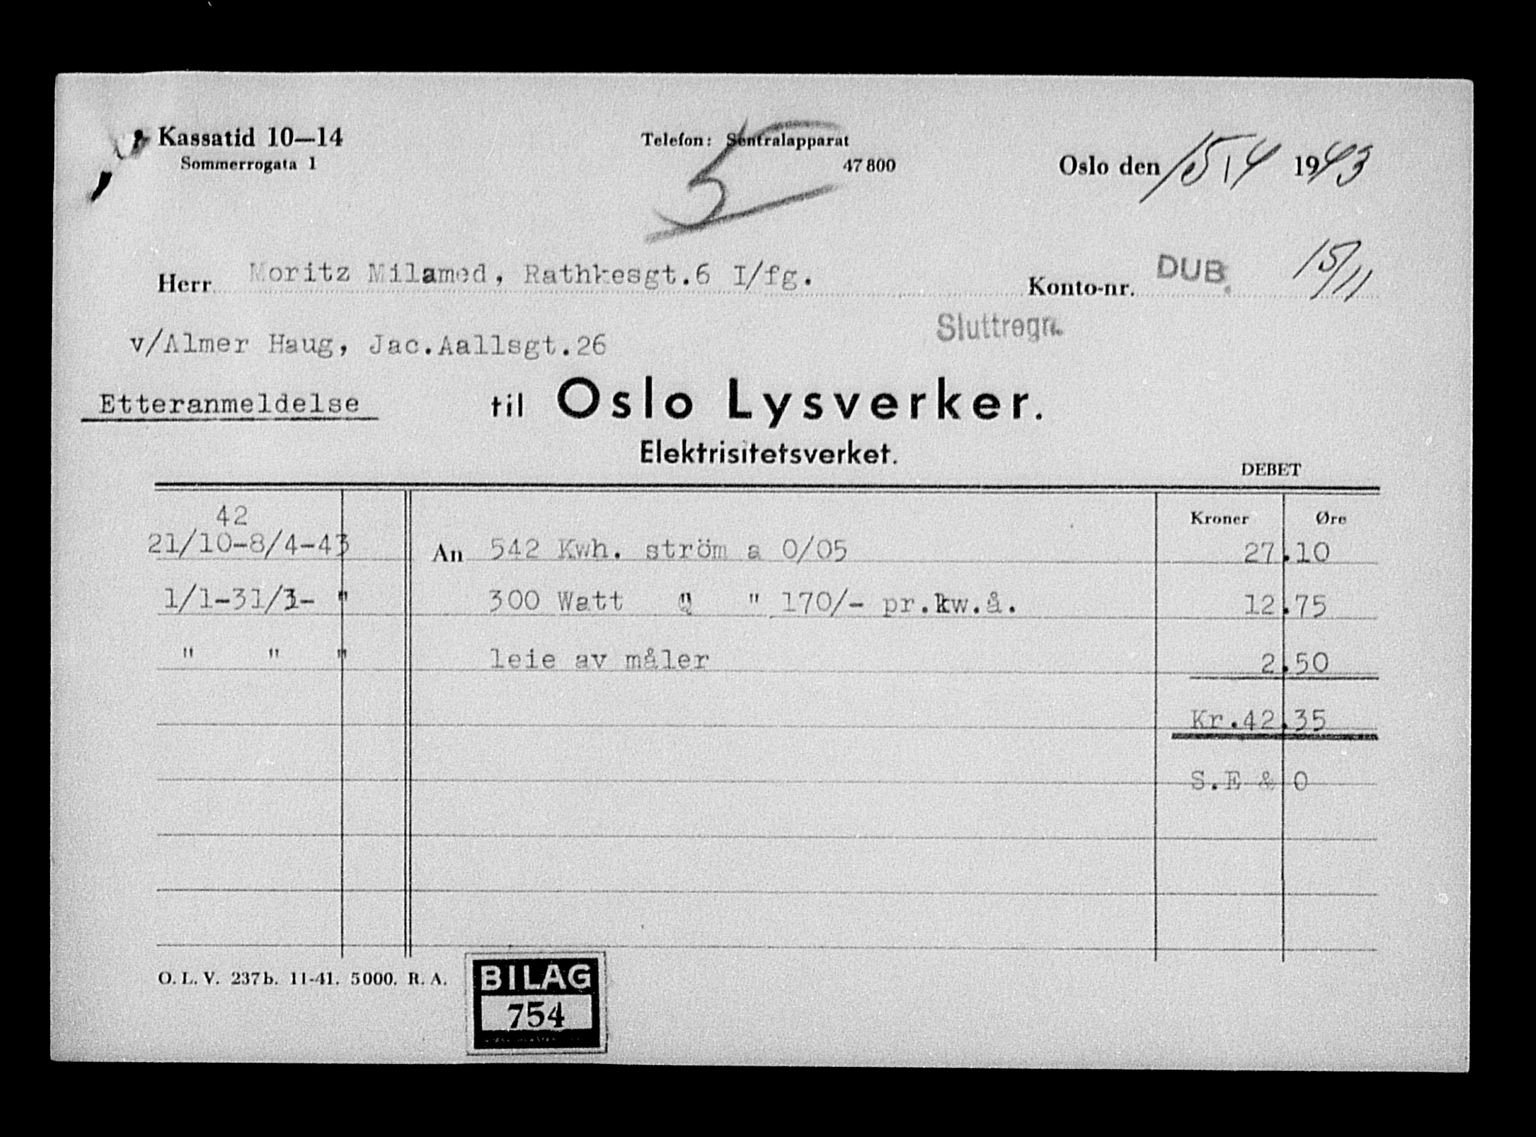 Kassatid 10—14
Sommerrogata 1
Telefon: Sentralapparat
47800
5
Oslo den 15/4 1943
Herr Moritz Milamed, Rathkesgt.6 I/fg.
Konto-nr. DUB. 15/11
v/Almer Haug, Jac.Aallsgt.26
Sluttregn.
Etteranmeldelse til Oslo Lysverker.
Elektrisitetsverket.
DEBET
Kroner Øre
42
21/10-8/4-43 An 542 Kwh. ström a 0/05 27.10
1/1-31/3- " 300 Watt " " 170/- pr.kw.å. 12.75
" " " leie av måler 2.50
Kr.42.35
S.E & O
O. L. V. 237b. 11-41. 5000. R. A.
BILAG
754